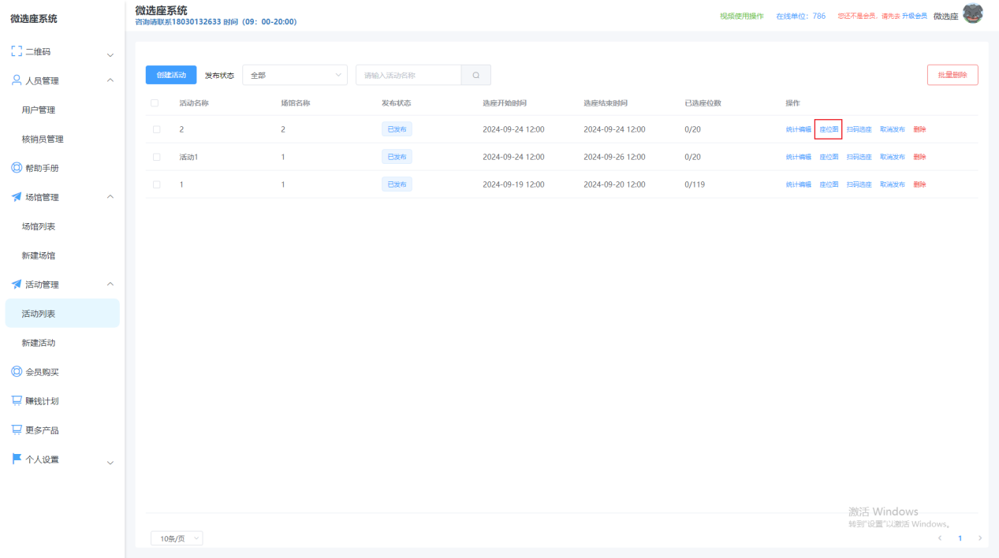 微选座系统
微选座系统
咨询请联系18030132633 时间（09：00-20:00）
视频使用操作 在线单位：786 您还不是会员，请先去 升级会员 微选座
二维码
人员管理
用户管理
核销员管理
帮助手册
场馆管理
场馆列表
新建场馆
活动管理
活动列表
新建活动
会员购买
赚钱计划
更多产品
个人设置
创建活动 发布状态 全部 请输入活动名称 批量删除
活动名称 场馆名称 发布状态 选座开始时间 选座结束时间 已选座位数 操作
2 2 已发布 2024-09-24 12:00 2024-09-24 12:00 0/20 统计编辑 座位图 扫码选座 取消发布 删除
活动1 1 已发布 2024-09-24 12:00 2024-09-26 12:00 0/20 统计编辑 座位图 扫码选座 取消发布 删除
1 1 已发布 2024-09-19 12:00 2024-09-20 12:00 0/119 统计编辑 座位图 扫码选座 取消发布 删除
激活 Windows
转到"设置"以激活 Windows。
10条/页 1